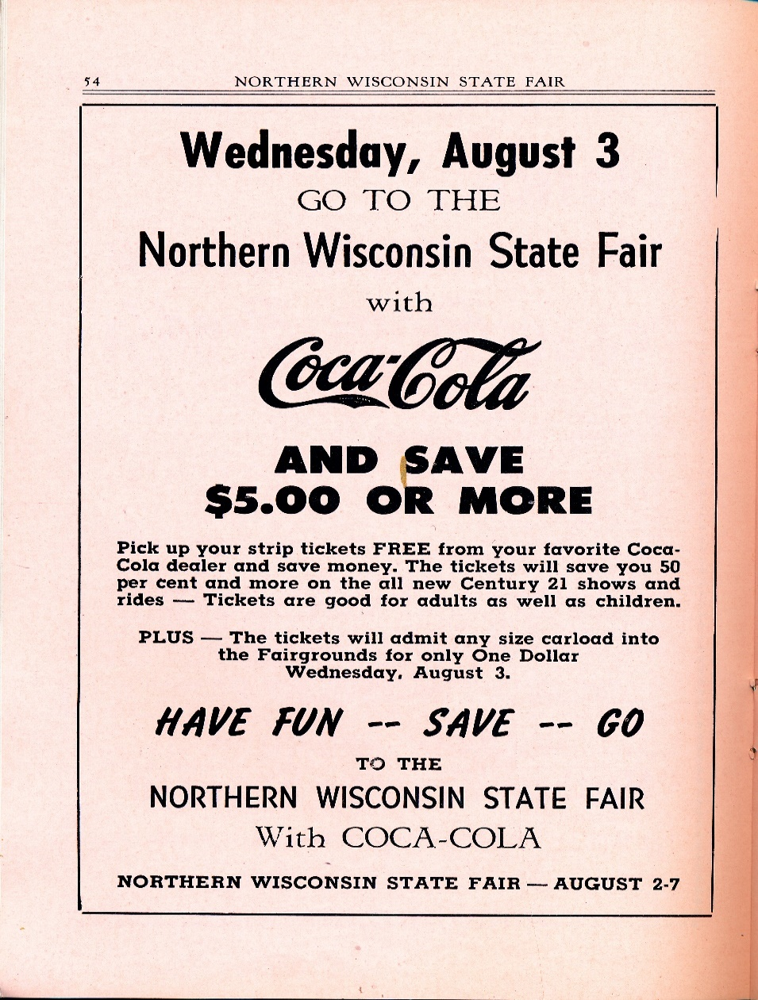 54 NORTHERN WISCONSIN STATE FAIR
Wednesday, August 3
GO TO THE
Northern Wisconsin State Fair
with
Coca-Cola
AND SAVE
$5.00 OR MORE
Pick up your strip tickets FREE from your favorite Coca-
Cola dealer and save money. The tickets will save you 50
per cent and more on the all new Century 21 shows and
rides — Tickets are good for adults as well as children.
PLUS — The tickets will admit any size carload into
the Fairgrounds for only One Dollar
Wednesday, August 3.
HAVE FUN -- SAVE -- GO
TO THE
NORTHERN WISCONSIN STATE FAIR
With COCA-COLA
NORTHERN WISCONSIN STATE FAIR — AUGUST 2-7